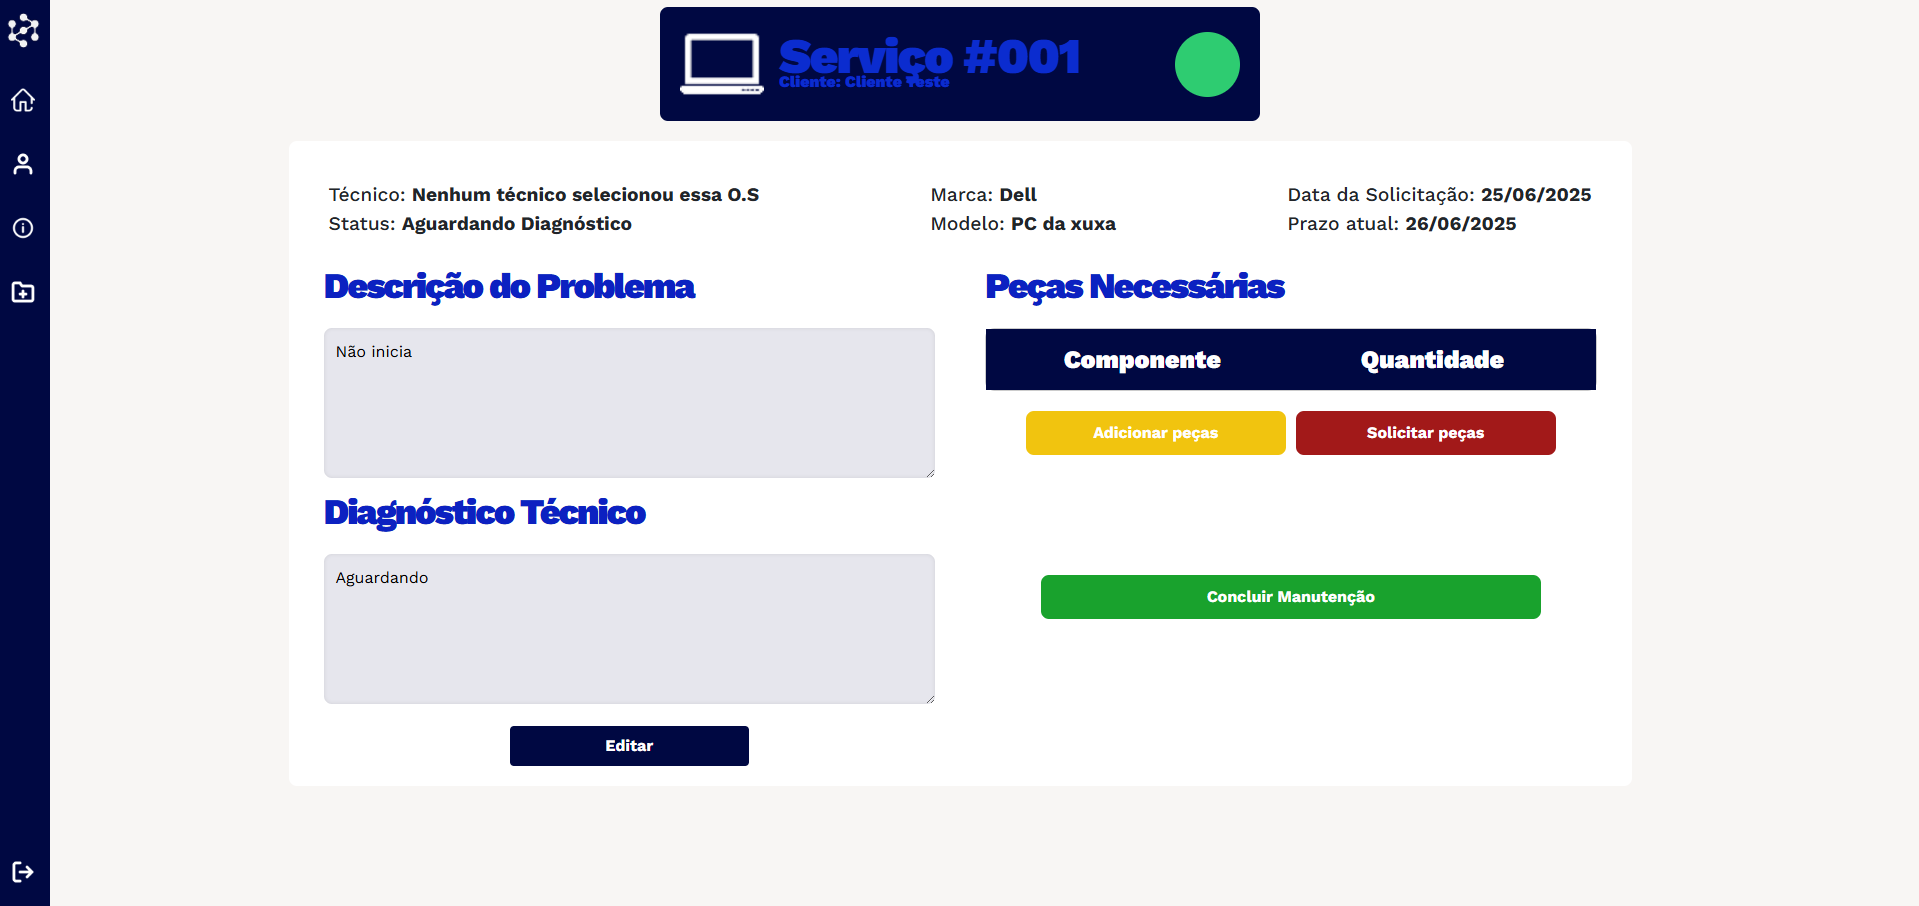 Serviço #001
Cliente: Cliente Teste
Técnico: Nenhum técnico selecionou essa O.S
Status: Aguardando Diagnóstico
Marca: Dell
Modelo: PC da xuxa
Data da Solicitação: 25/06/2025
Prazo atual: 26/06/2025
Descrição do Problema
Não inicia
Diagnóstico Técnico
Aguardando
Editar
Peças Necessárias
Componente Quantidade
Adicionar peças Solicitar peças
Concluir Manutenção